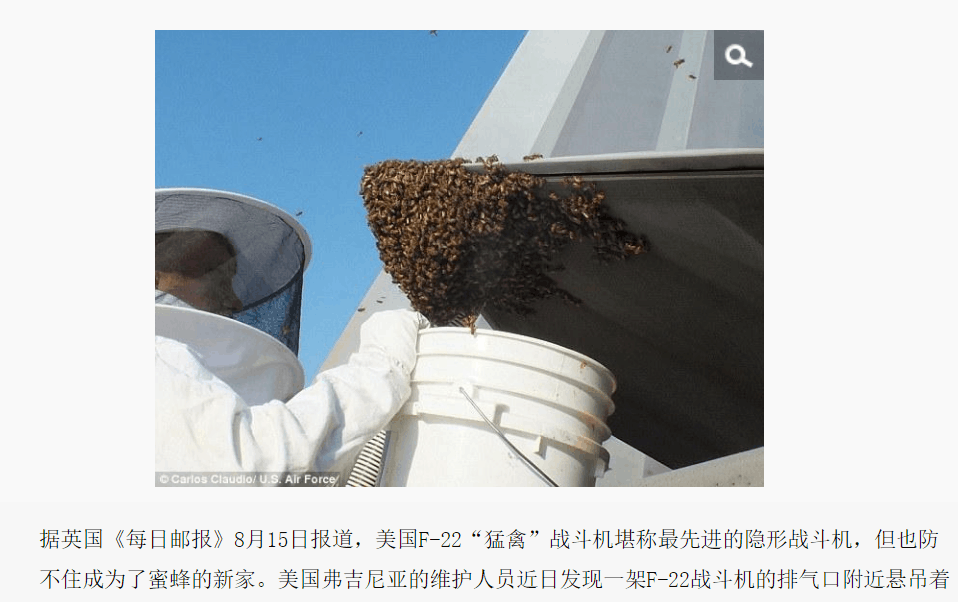 © Carlos Claudio/ U.S. Air Force
据英国《每日邮报》8月15日报道，美国F-22“猛禽”战斗机堪称最先进的隐形战斗机，但也防
不住成为了蜜蜂的新家。美国弗吉尼亚的维护人员近日发现一架F-22战斗机的排气口附近悬吊着